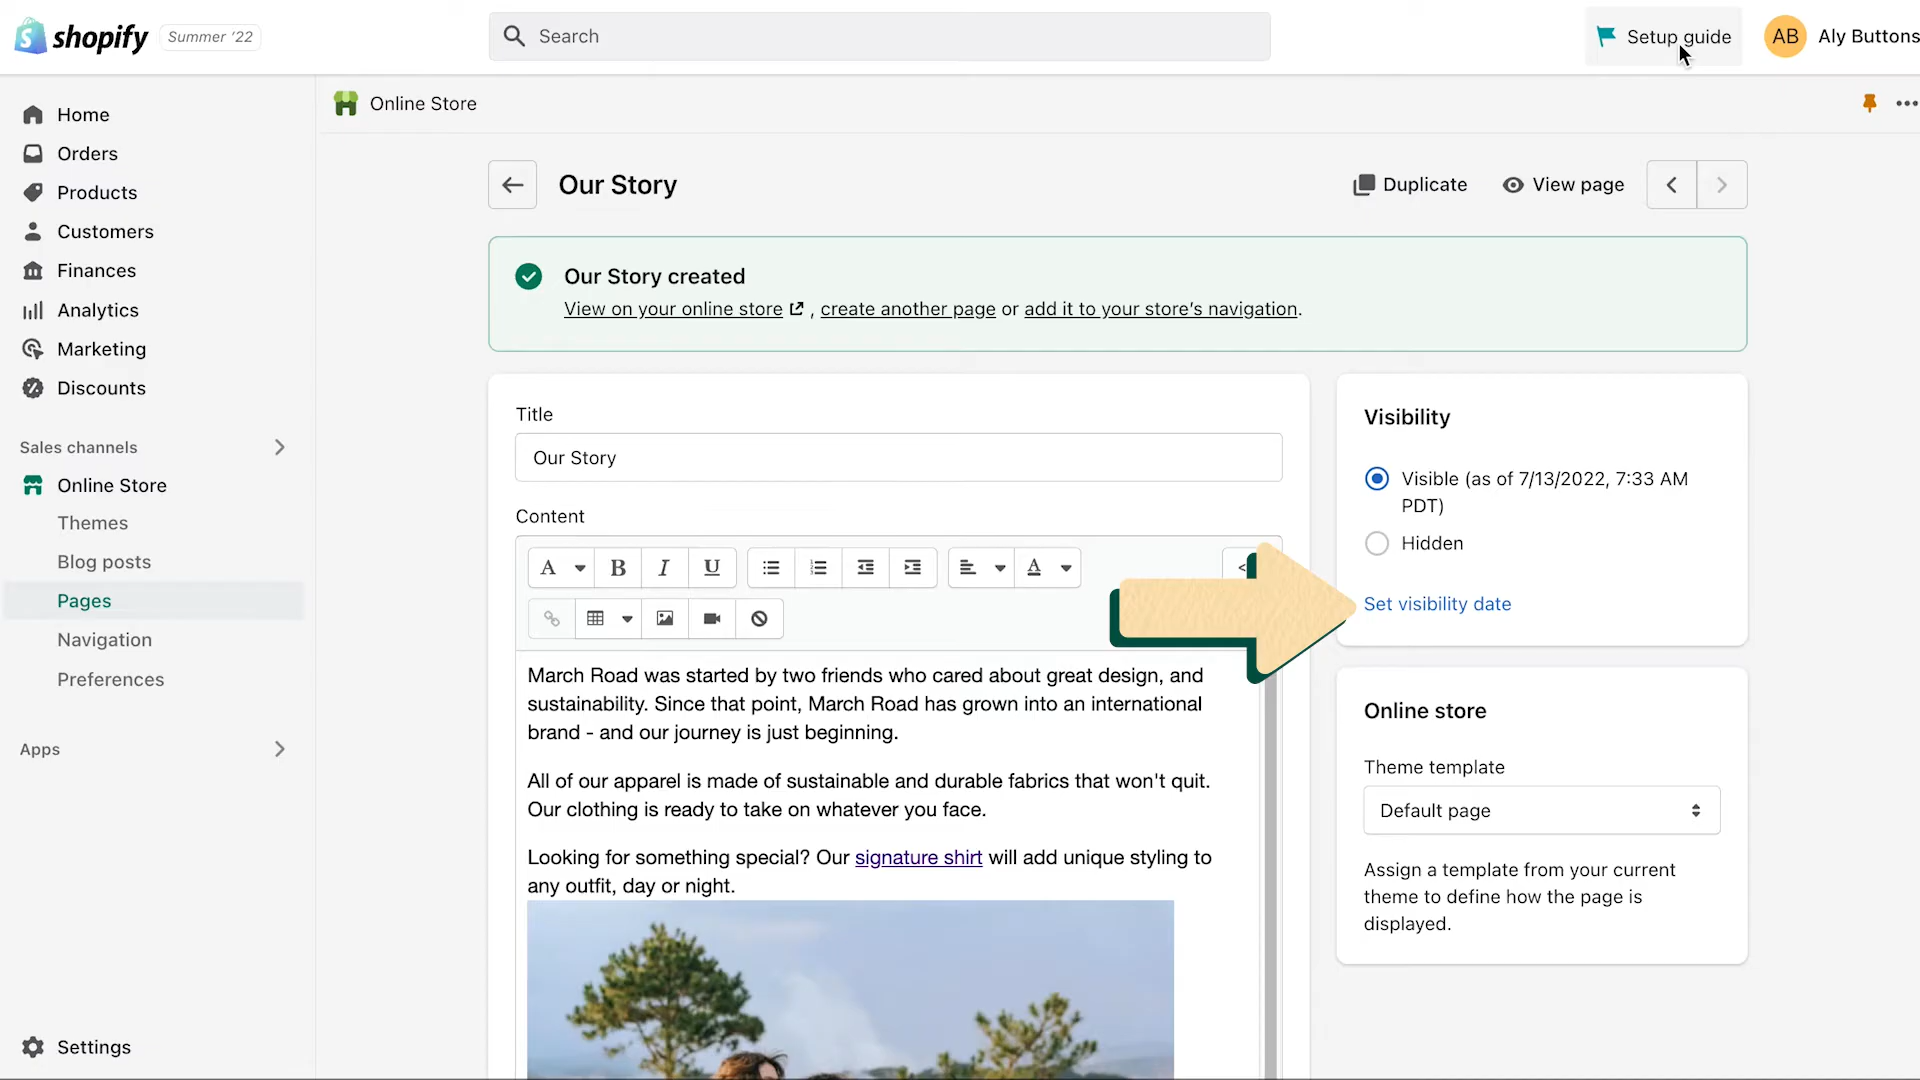 shopify
Summer '22
Search
Setup guide
AB
Aly Buttons
Home
Orders
Products
Customers
Finances
Analytics
Marketing
Discounts
Sales channels
Online Store
Themes
Blog posts
Pages
Navigation
Preferences
Apps
Settings
Online Store
Our Story
Duplicate
View page
Our Story created
View on your online store , create another page or add it to your store's navigation.
Title
Our Story
Content
A
B
I
U
A
<
March Road was started by two friends who cared about great design, and
sustainability. Since that point, March Road has grown into an international
brand - and our journey is just beginning.
All of our apparel is made of sustainable and durable fabrics that won't quit.
Our clothing is ready to take on whatever you face.
Looking for something special? Our signature shirt will add unique styling to
any outfit, day or night.
Visibility
Visible (as of 7/13/2022, 7:33 AM
PDT)
Hidden
Set visibility date
Online store
Theme template
Default page
Assign a template from your current
theme to define how the page is
displayed.